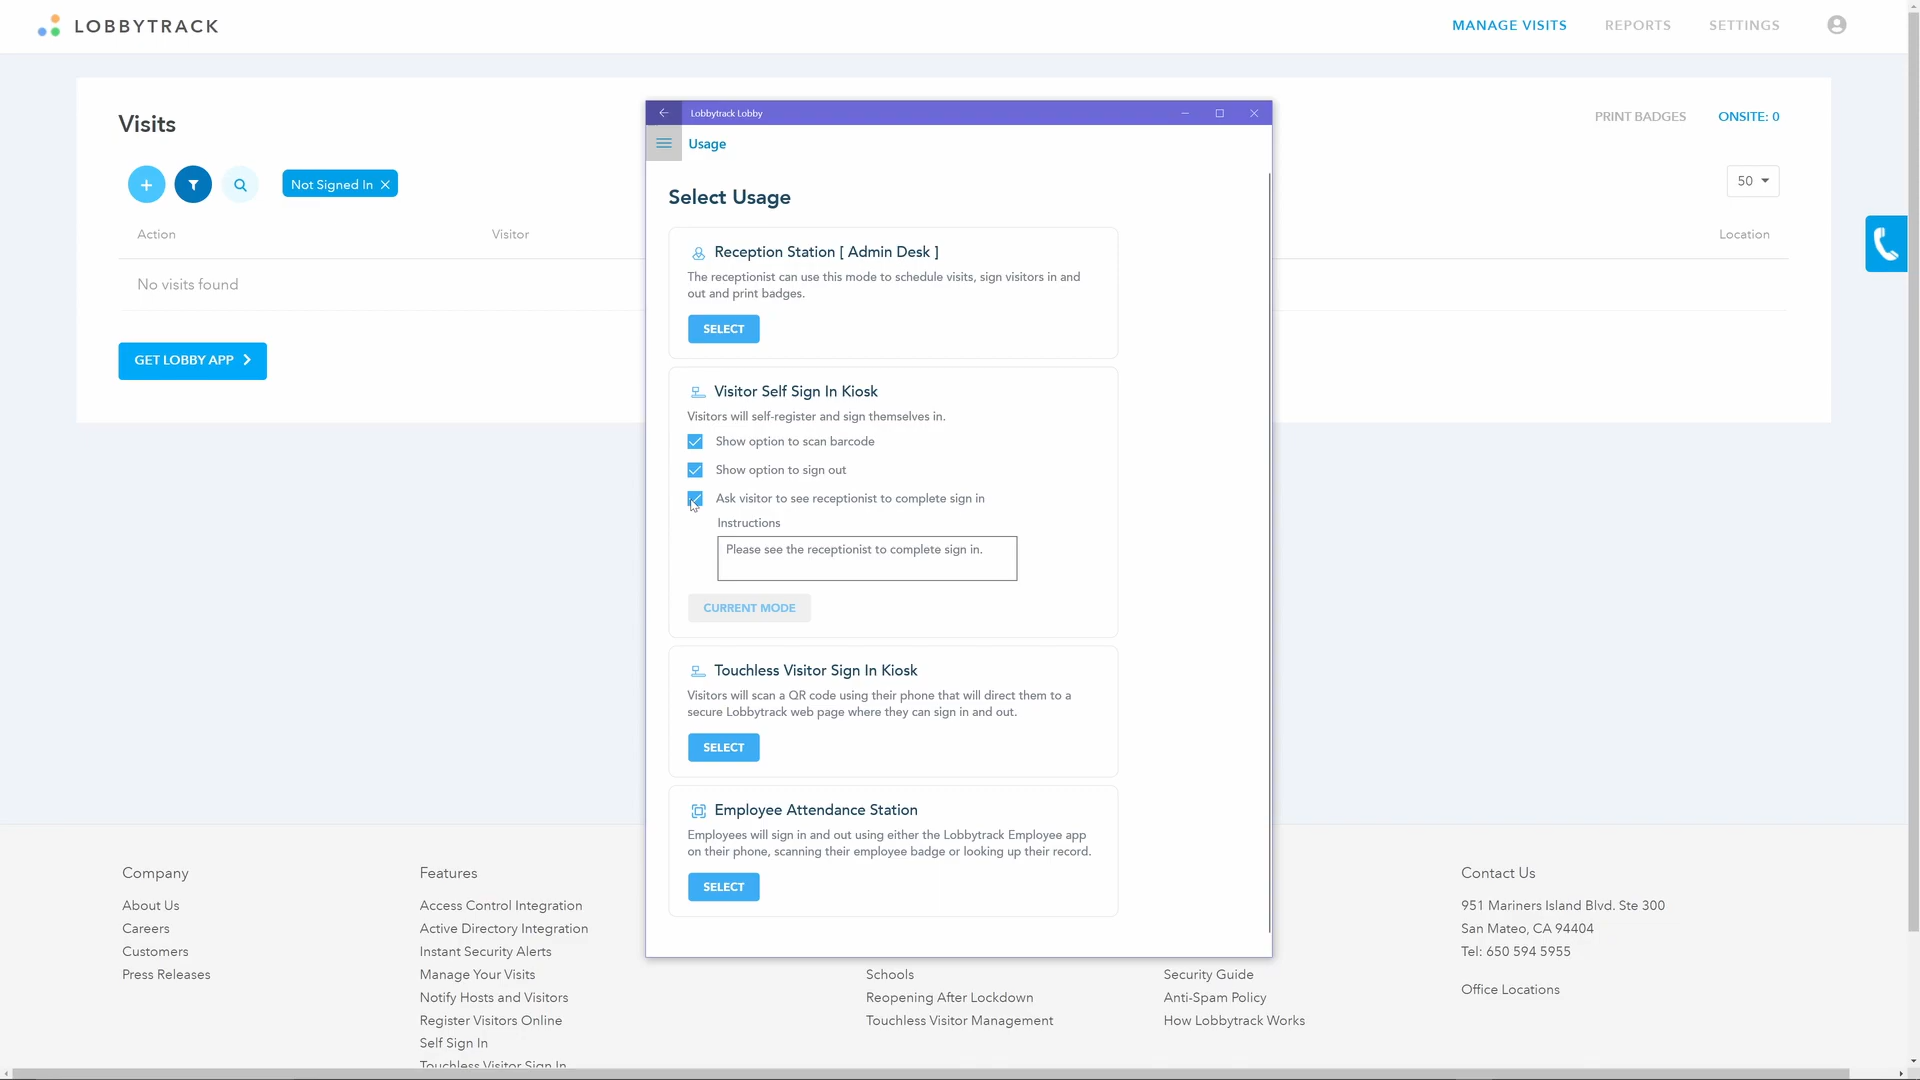 LOBBYTRACK
MANAGE VISITS
REPORTS
SETTINGS
Visits
PRINT BADGES
ONSITE: 0
Not Signed In
50
Action
Visitor
Location
No visits found
GET LOBBY APP
Lobbytrack Lobby
Usage
Select Usage
Reception Station [ Admin Desk ]
The receptionist can use this mode to schedule visits, sign visitors in and
out and print badges.
SELECT
Visitor Self Sign In Kiosk
Visitors will self-register and sign themselves in.
Show option to scan barcode
Show option to sign out
Ask visitor to see receptionist to complete sign in
Instructions
Please see the receptionist to complete sign in.
CURRENT MODE
Touchless Visitor Sign In Kiosk
Visitors will scan a QR code using their phone that will direct them to a
secure Lobbytrack web page where they can sign in and out.
SELECT
Employee Attendance Station
Employees will sign in and out using either the Lobbytrack Employee app
on their phone, scanning their employee badge or looking up their record.
SELECT
Company
About Us
Careers
Customers
Press Releases
Features
Access Control Integration
Active Directory Integration
Instant Security Alerts
Manage Your Visits
Notify Hosts and Visitors
Register Visitors Online
Self Sign In
Touchless Visitor Sign In
Schools
Reopening After Lockdown
Touchless Visitor Management
Security Guide
Anti-Spam Policy
How Lobbytrack Works
Contact Us
951 Mariners Island Blvd. Ste 300
San Mateo, CA 94404
Tel: 650 594 5955
Office Locations